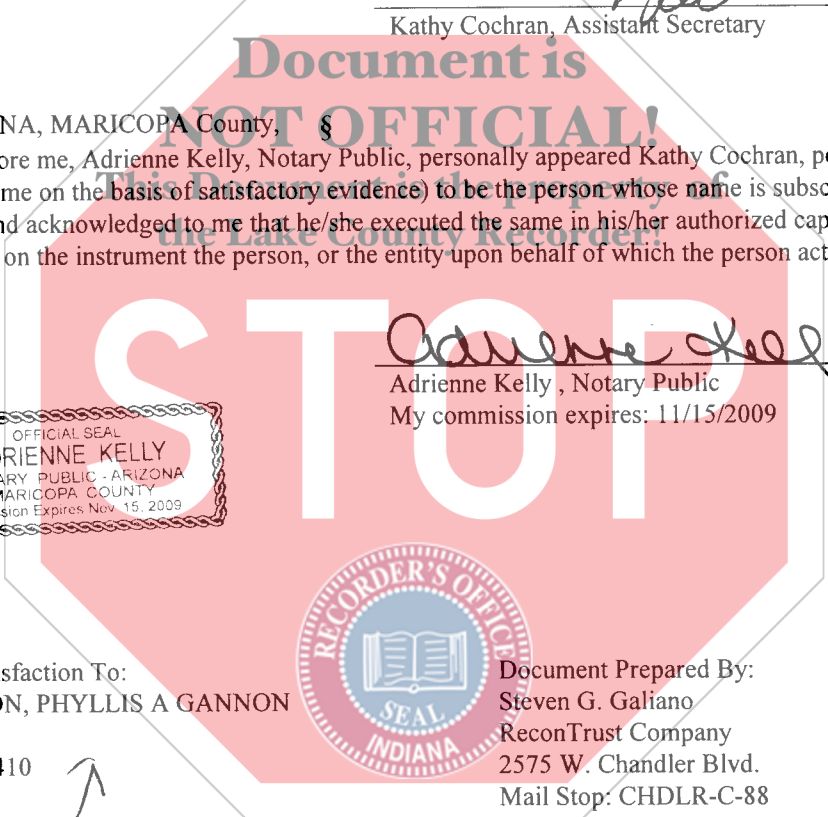 Kathy Cochran, Assistant Secretary
Document is
NA, MARICOPA County, §
NOT OFFICIAL!
ore me, Adrienne Kelly, Notary Public, personally appeared Kathy Cochran, pe
This Document is the property of
me on the basis of satisfactory evidence) to be the person whose name is subsc
nd acknowledged to me that he/she executed the same in his/her authorized cap
the Lake County Recorder!
on the instrument the person, or the entity upon behalf of which the person act
STOP
Adrienne Kelly
Adrienne Kelly , Notary Public
My commission expires: 11/15/2009
OFFICIAL SEAL
RIENNE KELLY
ARY PUBLIC - ARIZONA
MARICOPA COUNTY
sion Expires Nov. 15, 2009
RECORDER'S OFFICE
SEAL
INDIANA
sfaction To:
ON, PHYLLIS A GANNON
410
Document Prepared By:
Steven G. Galiano
ReconTrust Company
2575 W. Chandler Blvd.
Mail Stop: CHDLR-C-88